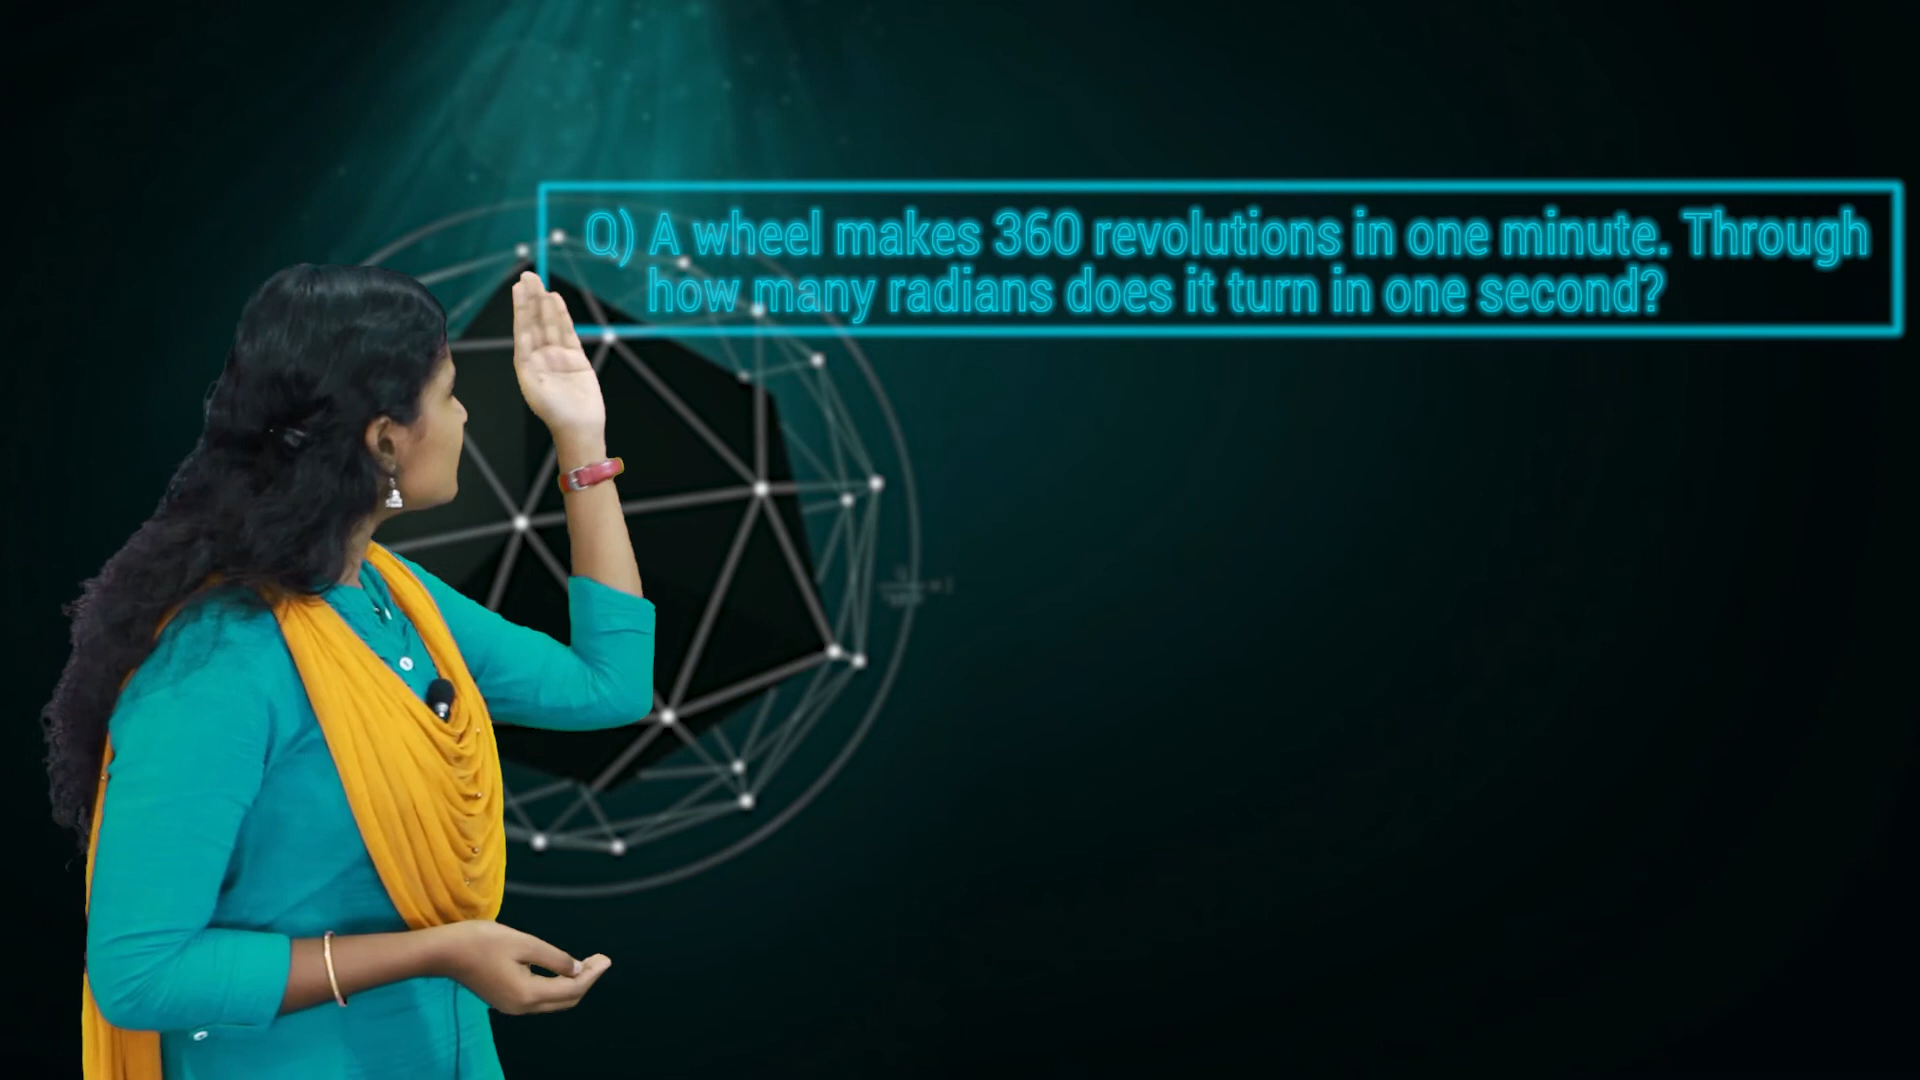 Q) A wheel makes 360 revolutions in one minute. Through
how many radians does it turn in one second?